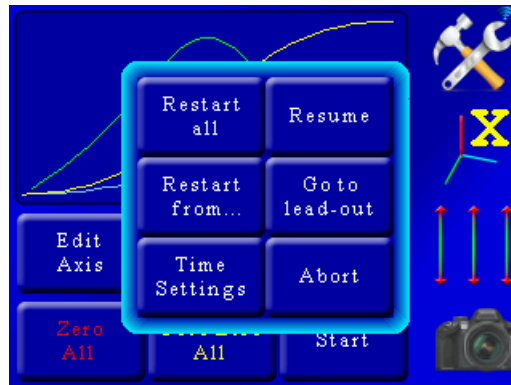 Restart
all
Resume
Restart
from...
Go to
lead-out
Time
Settings
Abort
Edit
Axis
Zero
All
All
Start
X